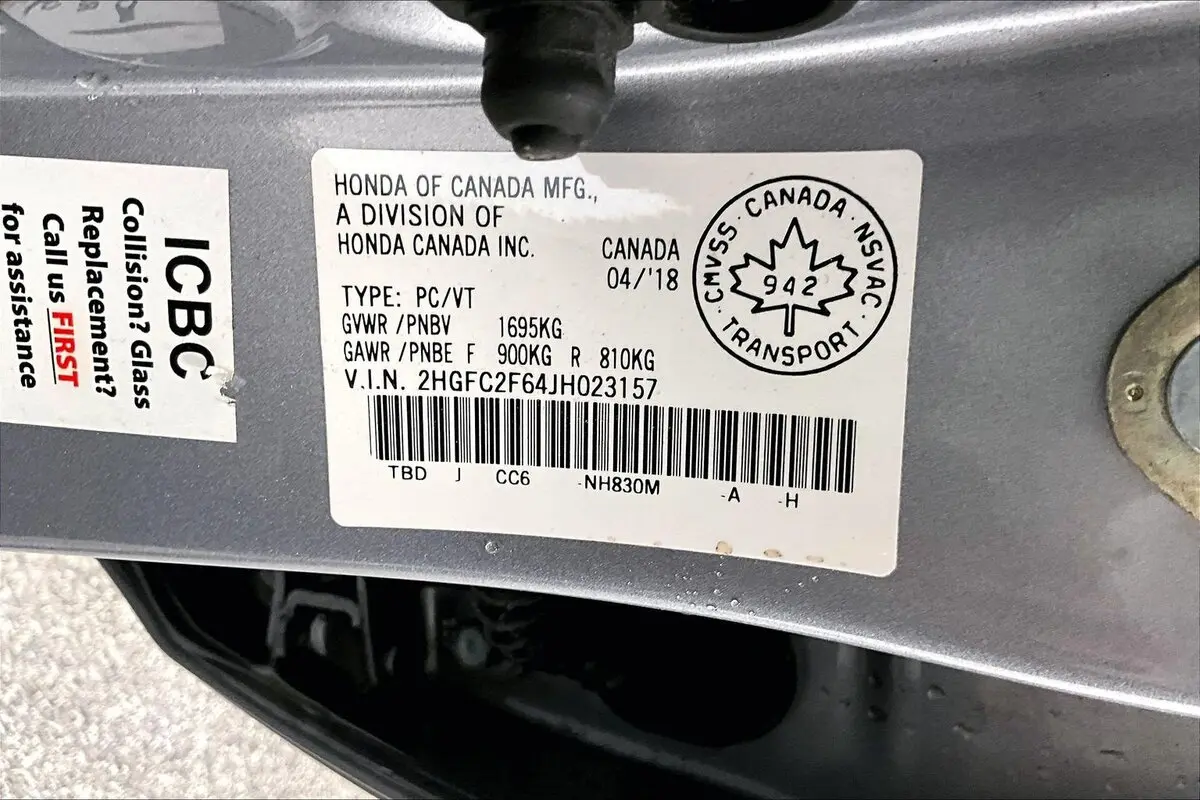 ICBC
Collision? Glass
Replacement?
Call us FIRST
for assistance
HONDA OF CANADA MFG.,
A DIVISION OF
HONDA CANADA INC. CANADA
04/'18
TYPE: PC/VT
GVWR /PNBV 1695KG
GAWR /PNBE F 900KG R 810KG
V.I.N. 2HGFC2F64JH023157
TBD J CC6 -NH830M -A -H
CANADA · NSVAC · TRANSPORT · CMVSS ·
942